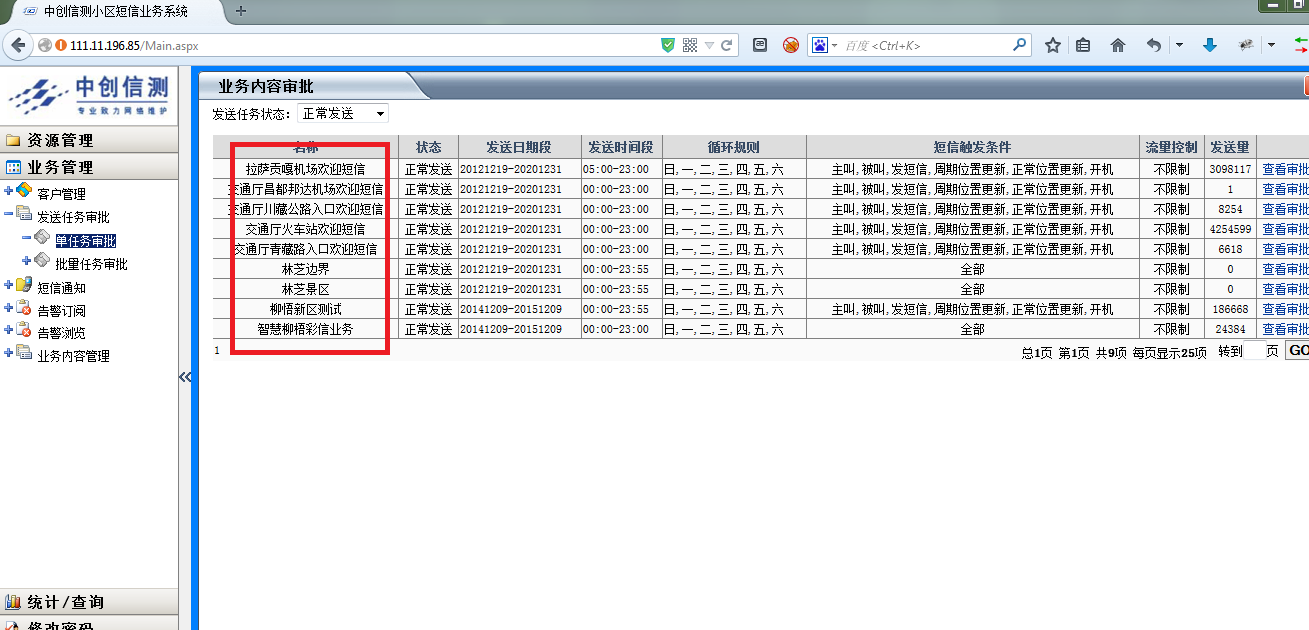 中创信测小区短信业务系统
111.11.196.85/Main.aspx
百度 <Ctrl+K>
中创信测
专业致力网络维护
资源管理
业务管理
客户管理
发送任务审批
单任务审批
批量任务审批
短信通知
告警订阅
告警浏览
业务内容管理
统计/查询
修改密码
业务内容审批
发送任务状态: 正常发送
名称 状态 发送日期段 发送时间段 循环规则 短信触发条件 流量控制 发送量
拉萨贡嘎机场欢迎短信 正常发送 20121219-20201231 05:00-23:00 日,一,二,三,四,五,六 主叫,被叫,发短信,周期位置更新,正常位置更新,开机 不限制 3098117 查看审批
交通厅昌都邦达机场欢迎短信 正常发送 20121219-20201231 00:00-23:00 日,一,二,三,四,五,六 主叫,被叫,发短信,周期位置更新,正常位置更新,开机 不限制 1 查看审批
交通厅川藏公路入口欢迎短信 正常发送 20121219-20201231 00:00-23:00 日,一,二,三,四,五,六 主叫,被叫,发短信,周期位置更新,正常位置更新,开机 不限制 8254 查看审批
交通厅火车站欢迎短信 正常发送 20121219-20201231 00:00-23:00 日,一,二,三,四,五,六 主叫,被叫,发短信,周期位置更新,正常位置更新,开机 不限制 4254599 查看审批
交通厅青藏路入口欢迎短信 正常发送 20121219-20201231 00:00-23:00 日,一,二,三,四,五,六 主叫,被叫,发短信,周期位置更新,正常位置更新,开机 不限制 6618 查看审批
林芝边界 正常发送 20121219-20201231 00:00-23:55 日,一,二,三,四,五,六 全部 不限制 0 查看审批
林芝景区 正常发送 20121219-20201231 00:00-23:55 日,一,二,三,四,五,六 全部 不限制 0 查看审批
柳梧新区测试 正常发送 20141209-20151209 00:00-23:55 日,一,二,三,四,五,六 主叫,被叫,发短信,周期位置更新,正常位置更新,开机 不限制 186668 查看审批
智慧柳梧彩信业务 正常发送 20141209-20151209 00:00-23:00 日,一,二,三,四,五,六 全部 不限制 24384 查看审批
1 总1页 第1页 共9项 每页显示25项 转到 页 GO